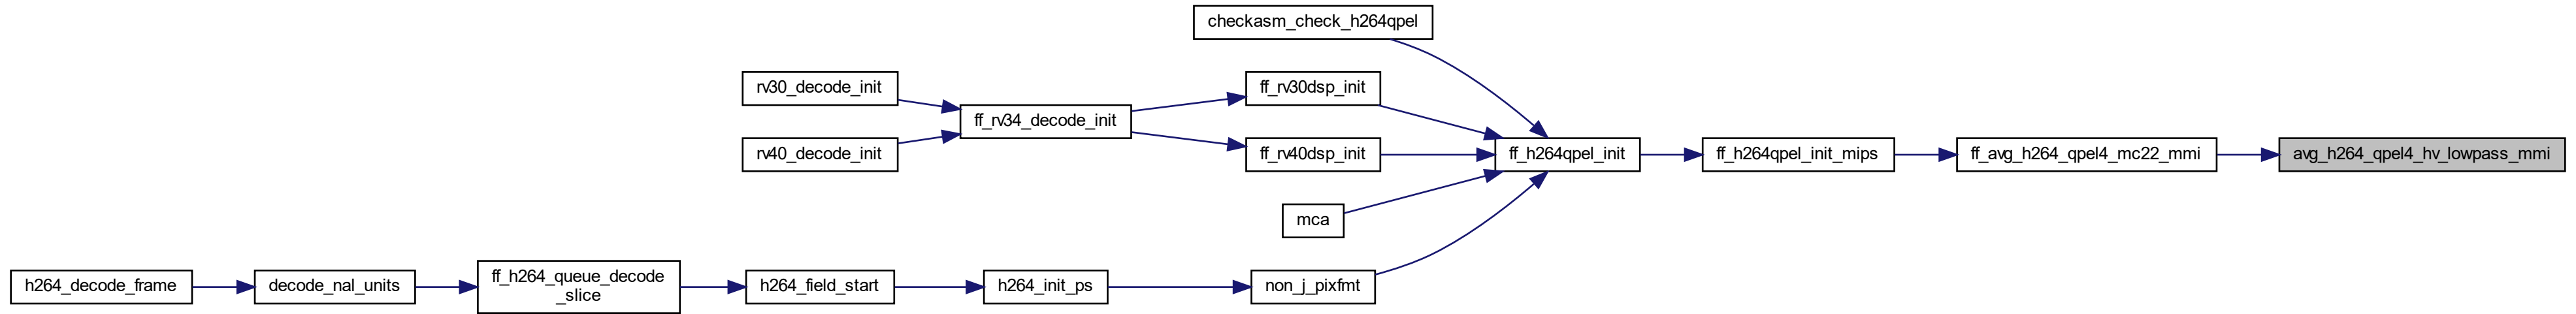 checkasm_check_h264qpel
rv30_decode_init
ff_rv30dsp_init
ff_rv34_decode_init
rv40_decode_init
ff_rv40dsp_init
ff_h264qpel_init
ff_h264qpel_init_mips
ff_avg_h264_qpel4_mc22_mmi
avg_h264_qpel4_hv_lowpass_mmi
mca
h264_decode_frame
decode_nal_units
ff_h264_queue_decode
_slice
h264_field_start
h264_init_ps
non_j_pixfmt